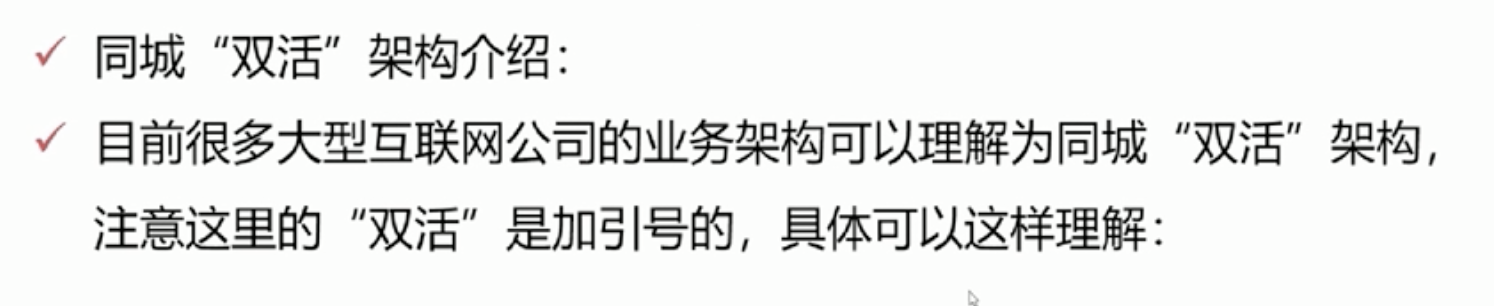 ✓ 同城“双活”架构介绍：
✓ 目前很多大型互联网公司的业务架构可以理解为同城“双活”架构，
注意这里的“双活”是加引号的，具体可以这样理解：